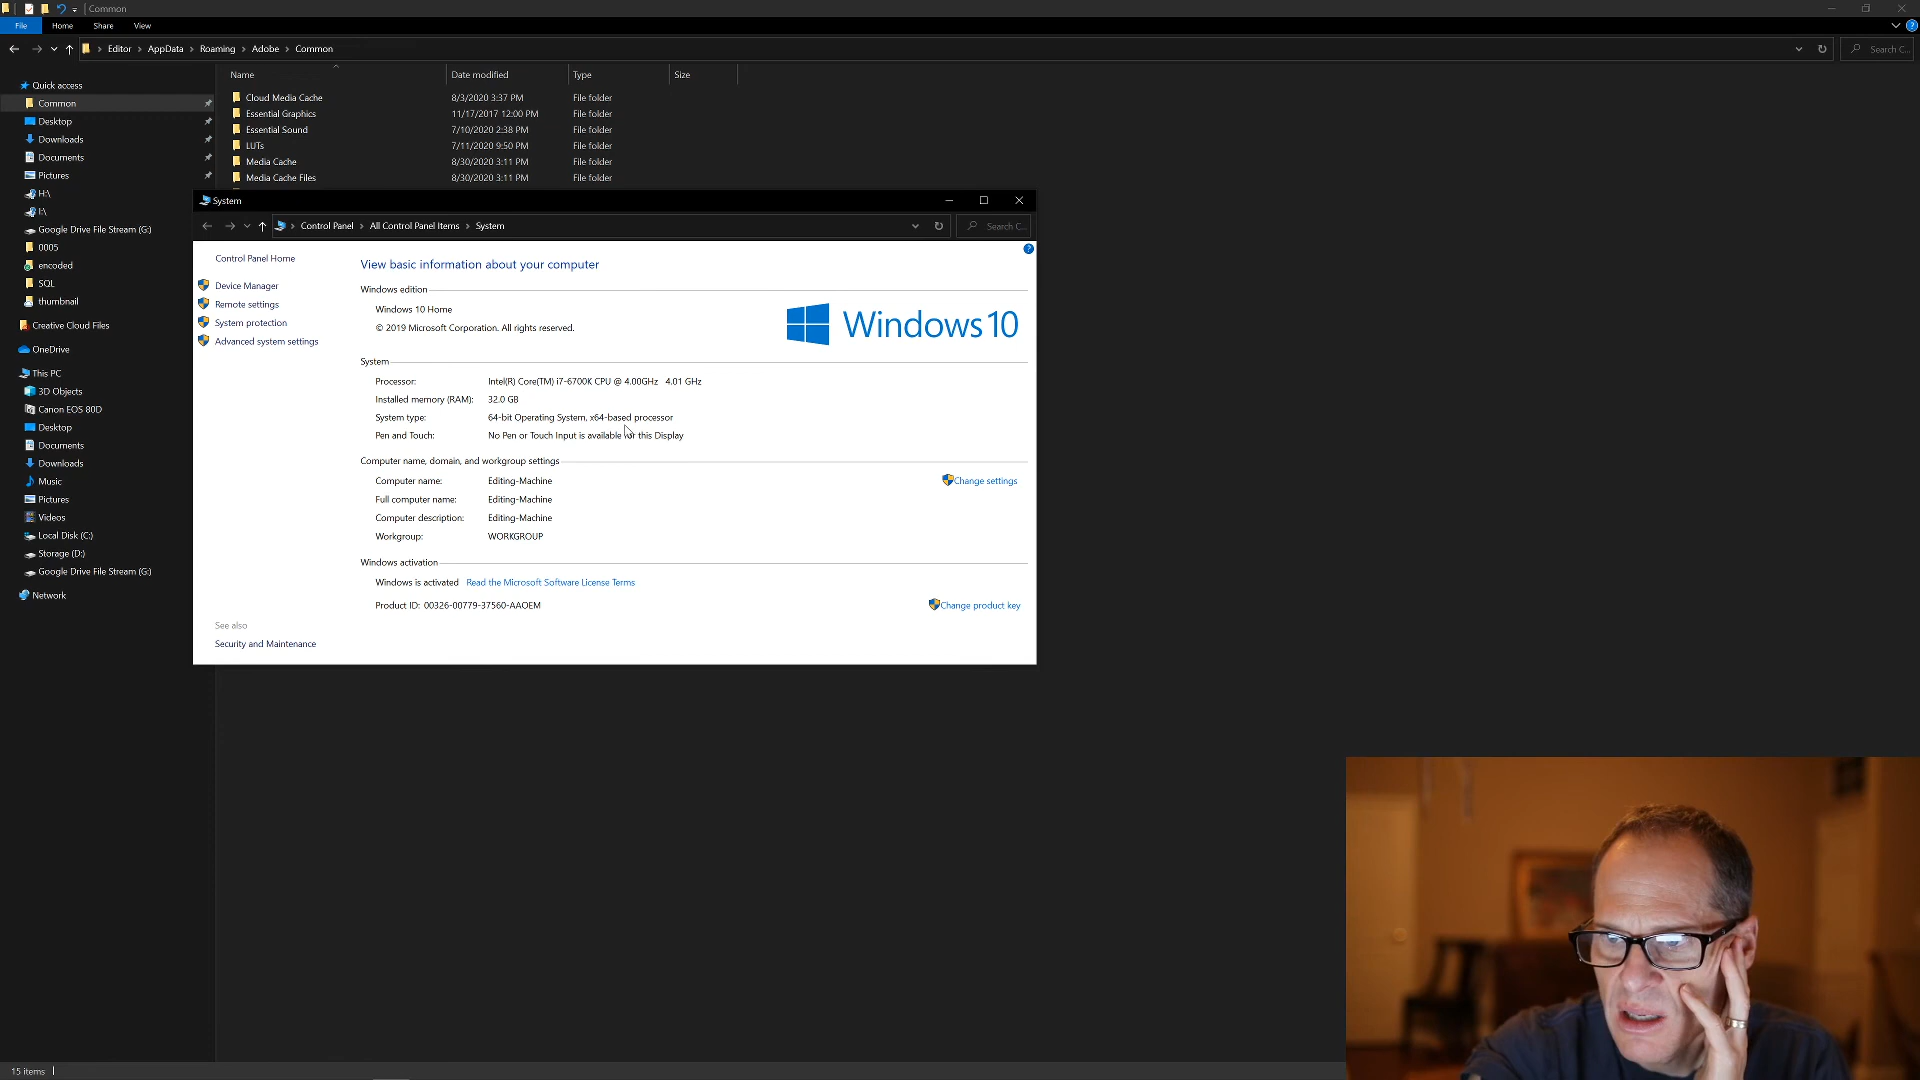 Common
File Home Share View
Editor AppData Roaming Adobe Common
Search C...
Name Date modified Type Size
Cloud Media Cache 8/3/2020 3:37 PM File folder
Essential Graphics 11/17/2017 12:00 PM File folder
Essential Sound 7/10/2020 2:38 PM File folder
LUTs 7/11/2020 9:50 PM File folder
Media Cache 8/30/2020 3:11 PM File folder
Media Cache Files 8/30/2020 3:11 PM File folder
Quick access
Common
Desktop
Downloads
Documents
Pictures
H:\
I:\
Google Drive File Stream (G:)
0005
encoded
SQL
thumbnail
Creative Cloud Files
OneDrive
This PC
3D Objects
Canon EOS 80D
Desktop
Documents
Downloads
Music
Pictures
Videos
Local Disk (C:)
Storage (D:)
Google Drive File Stream (G:)
Network
15 items
System
Control Panel All Control Panel Items System
Search C...
Control Panel Home
Device Manager
Remote settings
System protection
Advanced system settings
See also
Security and Maintenance
View basic information about your computer
Windows edition
Windows 10 Home
© 2019 Microsoft Corporation. All rights reserved.
Windows 10
System
Processor: Intel(R) Core(TM) i7-6700K CPU @ 4.00GHz 4.01 GHz
Installed memory (RAM): 32.0 GB
System type: 64-bit Operating System, x64-based processor
Pen and Touch: No Pen or Touch Input is available for this Display
Computer name, domain, and workgroup settings
Computer name: Editing-Machine
Change settings
Full computer name: Editing-Machine
Computer description: Editing-Machine
Workgroup: WORKGROUP
Windows activation
Windows is activated Read the Microsoft Software License Terms
Product ID: 00326-00779-37560-AAOEM
Change product key